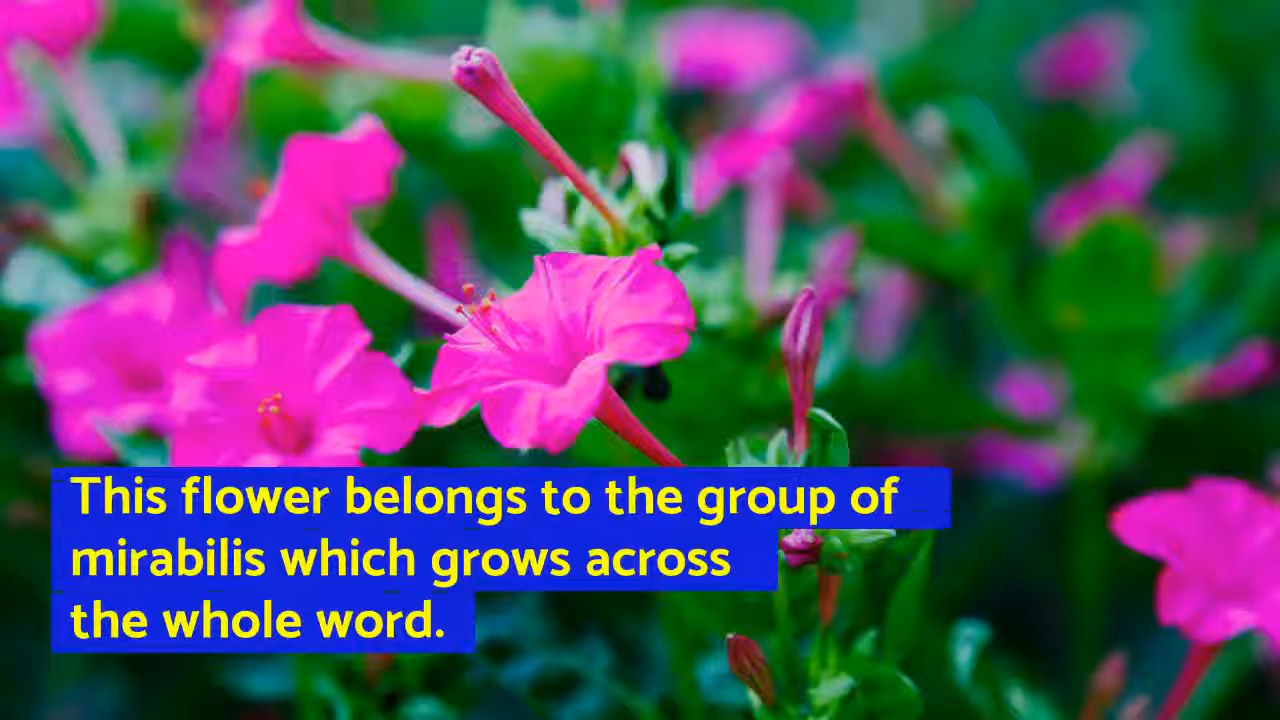 This flower belongs to the group of
mirabilis which grows across
the whole word.